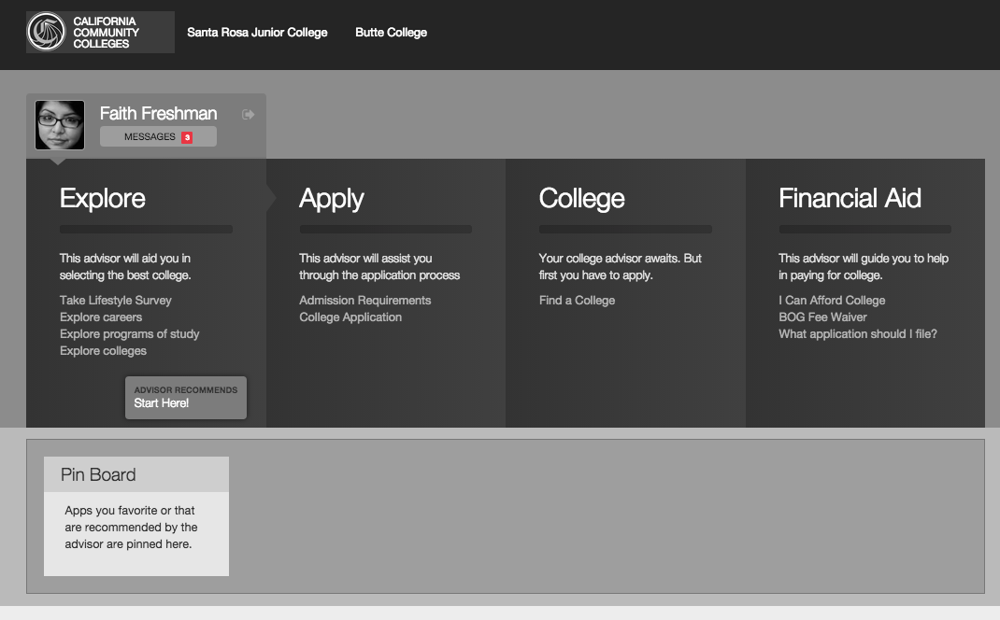 CALIFORNIA
COMMUNITY
COLLEGES
Santa Rosa Junior College
Butte College
Faith Freshman
MESSAGES 3
Explore
This advisor will aid you in
selecting the best college.
Take Lifestyle Survey
Explore careers
Explore programs of study
Explore colleges
ADVISOR RECOMMENDS
Start Here!
Apply
This advisor will assist you
through the application process
Admission Requirements
College Application
College
Your college advisor awaits. But
first you have to apply.
Find a College
Financial Aid
This advisor will guide you to help
in paying for college.
I Can Afford College
BOG Fee Waiver
What application should I file?
Pin Board
Apps you favorite or that
are recommended by the
advisor are pinned here.